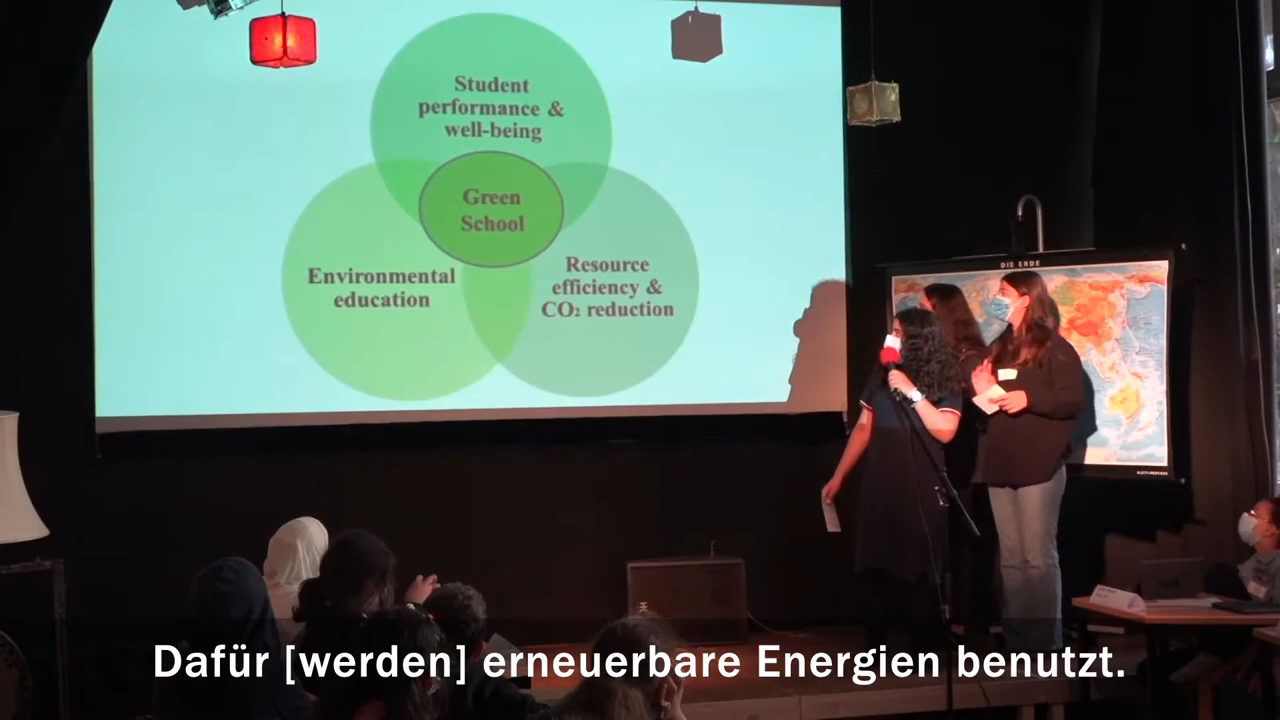 Student
performance &
well-being
Green
School
Environmental
education
Resource
efficiency &
CO₂ reduction
DIE ERDE
Dafür [werden] erneuerbare Energien benutzt.